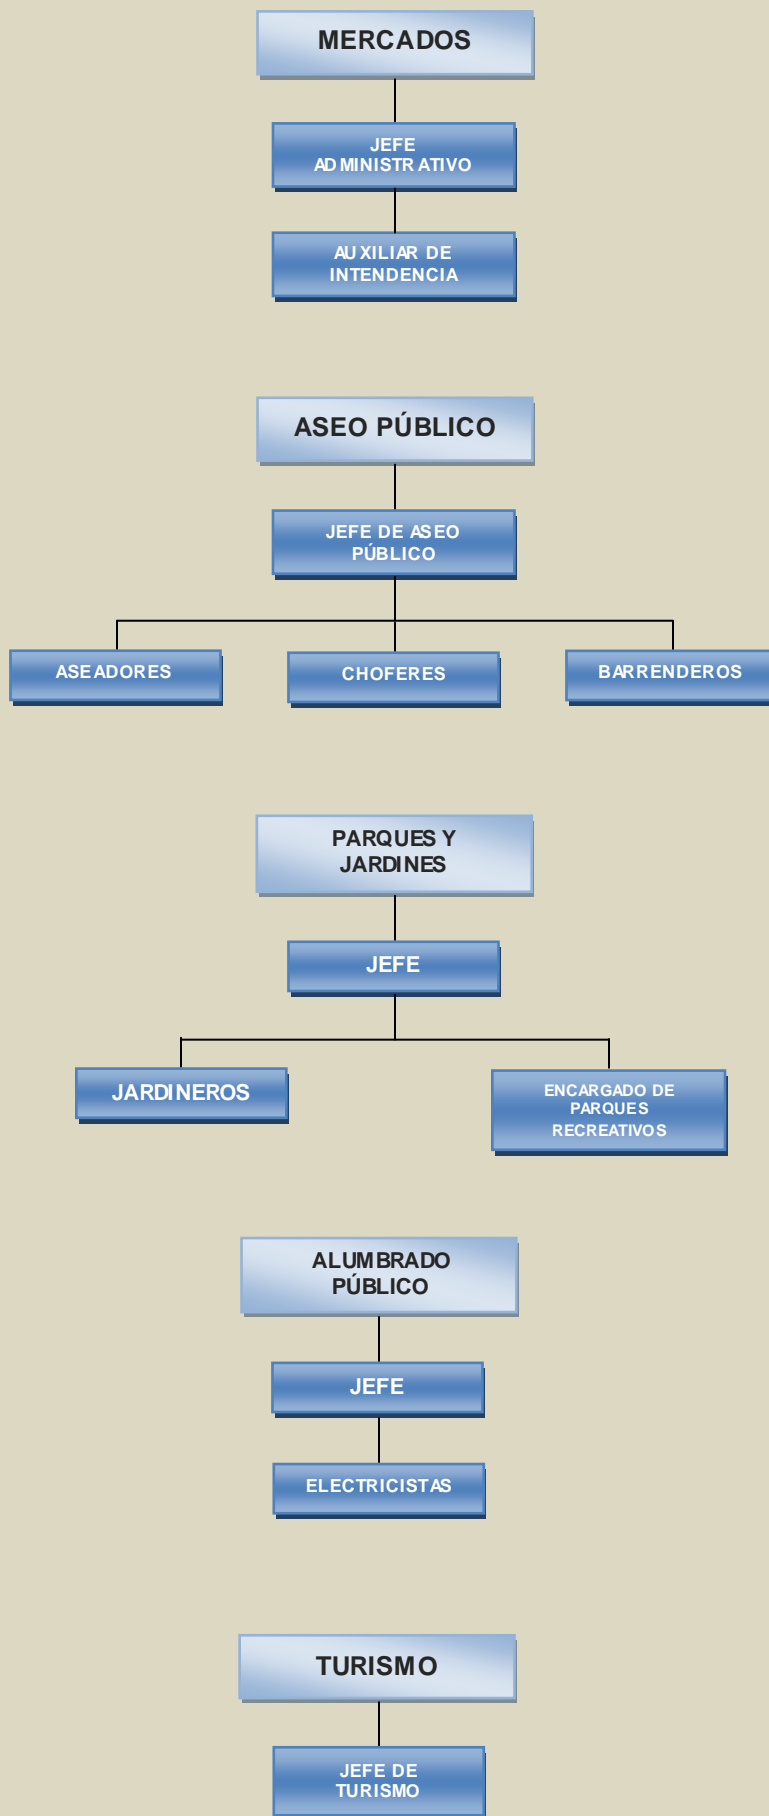 MERCADOS
JEFE
ADMINISTRATIVO
AUXILIAR DE
INTENDENCIA
ASEO PÚBLICO
JEFE DE ASEO
PÚBLICO
ASEADORES
CHOFERES
BARRENDEROS
PARQUES Y
JARDINES
JEFE
JARDINEROS
ENCARGADO DE
PARQUES
RECREATIVOS
ALUMBRADO
PÚBLICO
JEFE
ELECTRICISTAS
TURISMO
JEFE DE
TURISMO